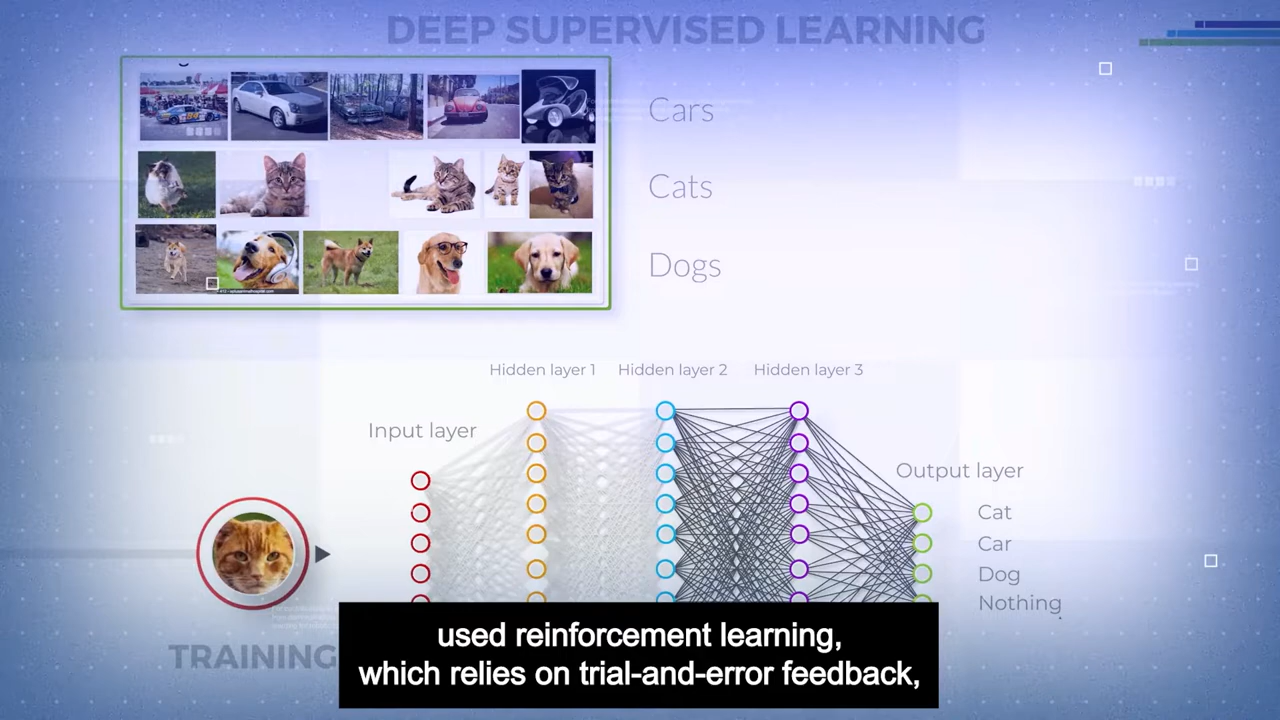 DEEP SUPERVISED LEARNING
Cars
Cats
Dogs
Hidden layer 1
Hidden layer 2
Hidden layer 3
Input layer
Output layer
Cat
Car
Dog
Nothing
TRAINING
used reinforcement learning,
which relies on trial-and-error feedback,